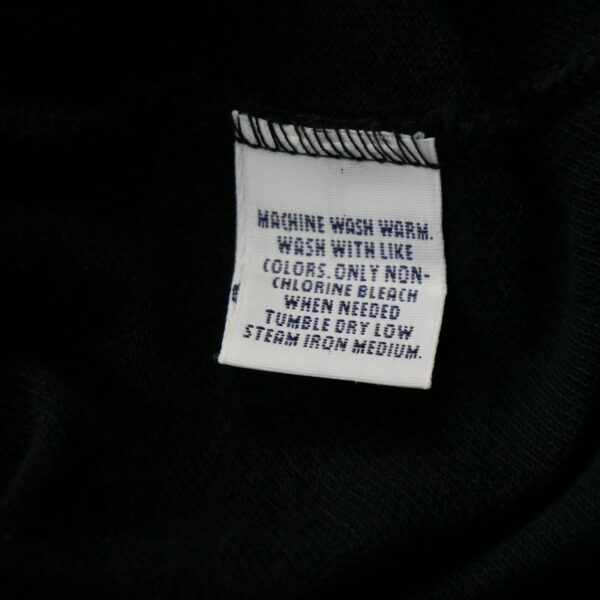 MACHINE WASH WARM.
WASH WITH LIKE
COLORS. ONLY NON-
CHLORINE BLEACH
WHEN NEEDED
TUMBLE DRY LOW
STEAM IRON MEDIUM.